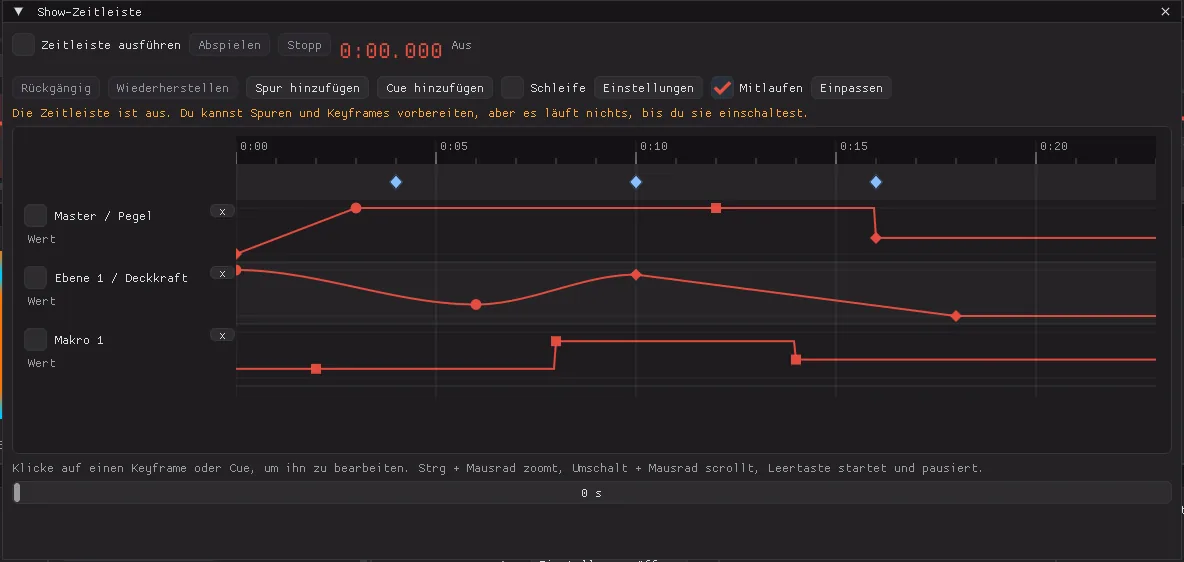 Show-Zeitleiste
Zeitleiste ausführen Abspielen Stopp 0:00.000 Aus
Rückgängig Wiederherstellen Spur hinzufügen Cue hinzufügen Schleife Einstellungen Mitlaufen Einpassen
Die Zeitleiste ist aus. Du kannst Spuren und Keyframes vorbereiten, aber es läuft nichts, bis du sie einschaltest.
0:00 0:05 0:10 0:15 0:20
Master / Pegel x
Wert
Ebene 1 / Deckkraft x
Wert
Makro 1 x
Wert
Klicke auf einen Keyframe oder Cue, um ihn zu bearbeiten. Strg + Mausrad zoomt, Umschalt + Mausrad scrollt, Leertaste startet und pausiert.
0 s